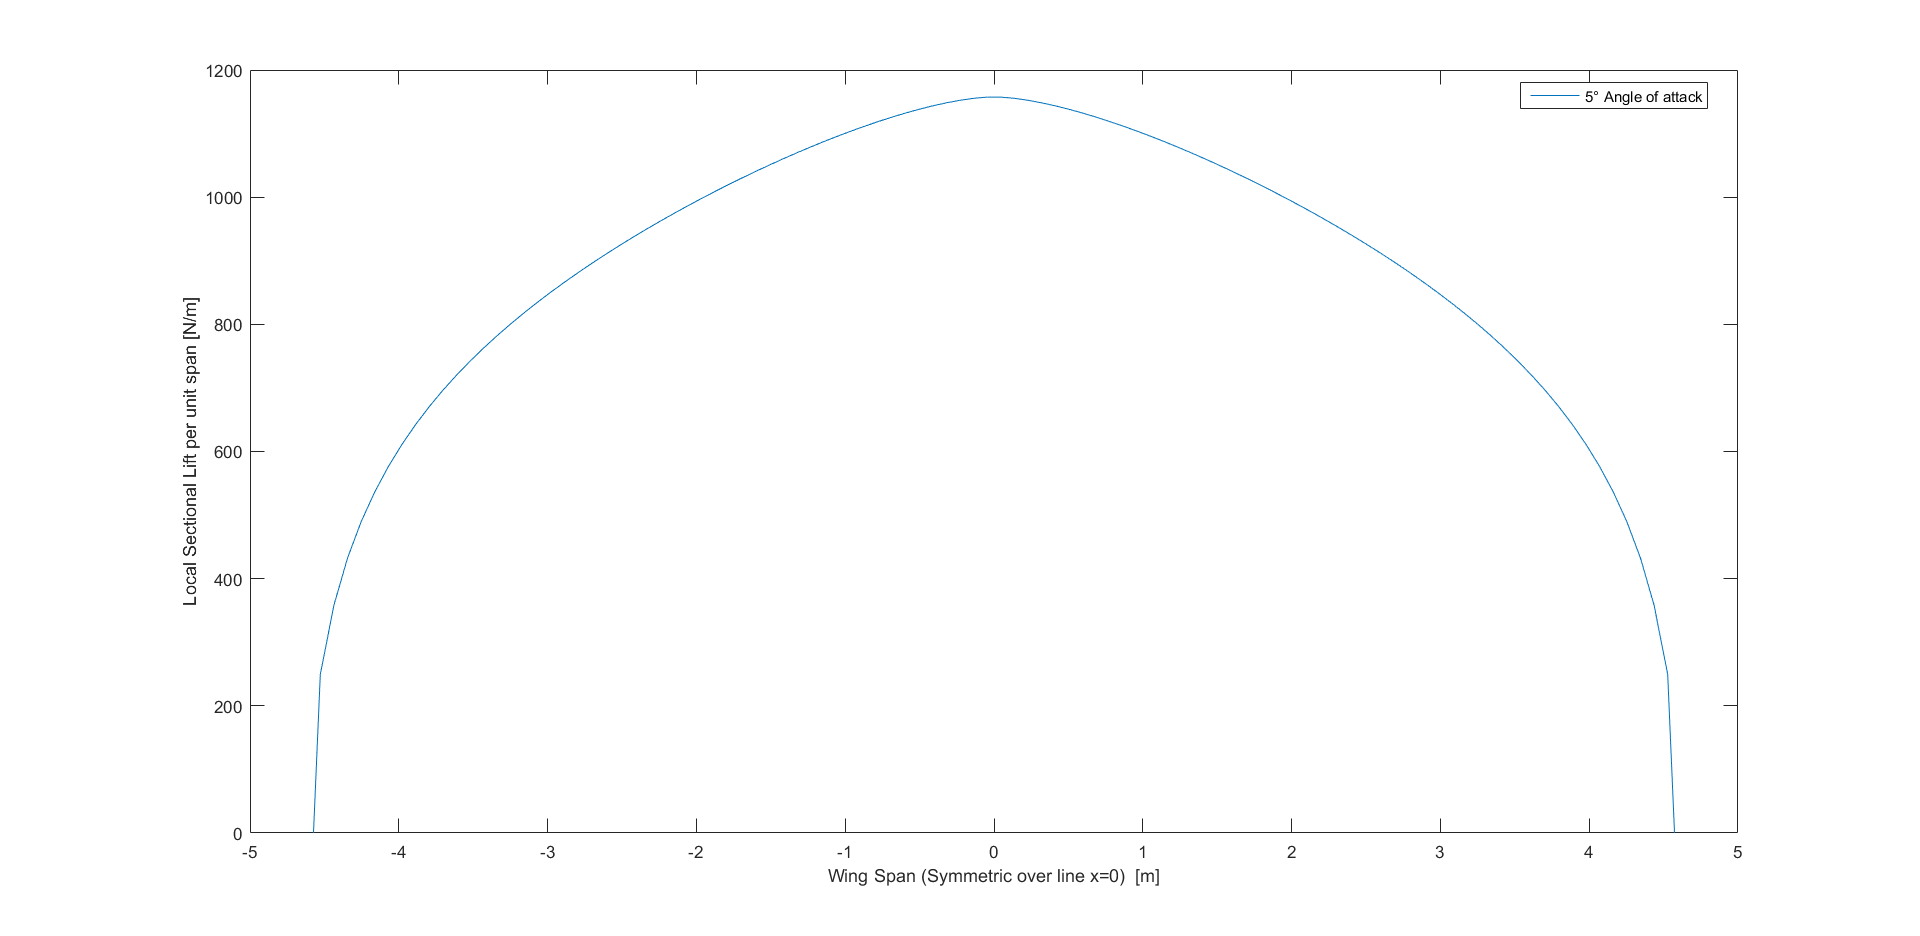 1200
1000
800
600
400
200
0
Local Sectional Lift per unit span [N/m]
5° Angle of attack
-5 -4 -3 -2 -1 0 1 2 3 4 5
Wing Span (Symmetric over line x=0) [m]